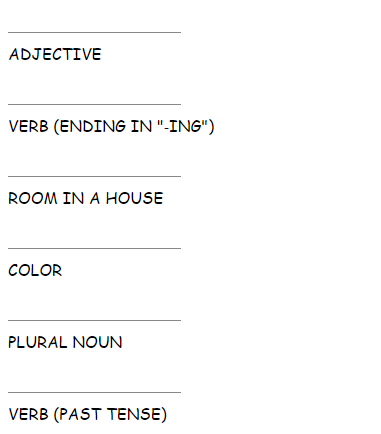 ADJECTIVE
VERB (ENDING IN "-ING")
ROOM IN A HOUSE
COLOR
PLURAL NOUN
VERB (PAST TENSE)